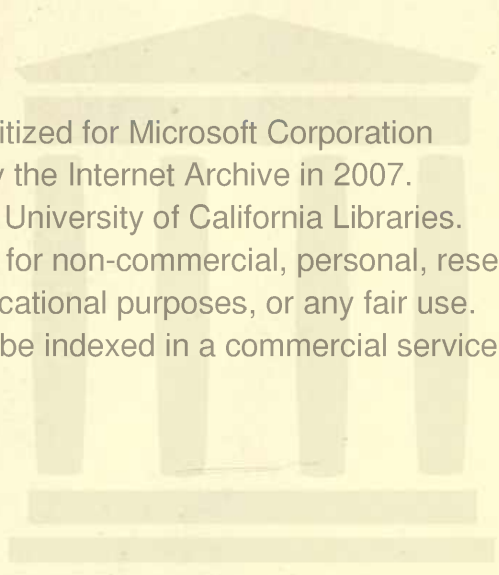 itized for Microsoft Corporation
the Internet Archive in 2007.
University of California Libraries.
for non-commercial, personal, rese
cational purposes, or any fair use.
be indexed in a commercial service